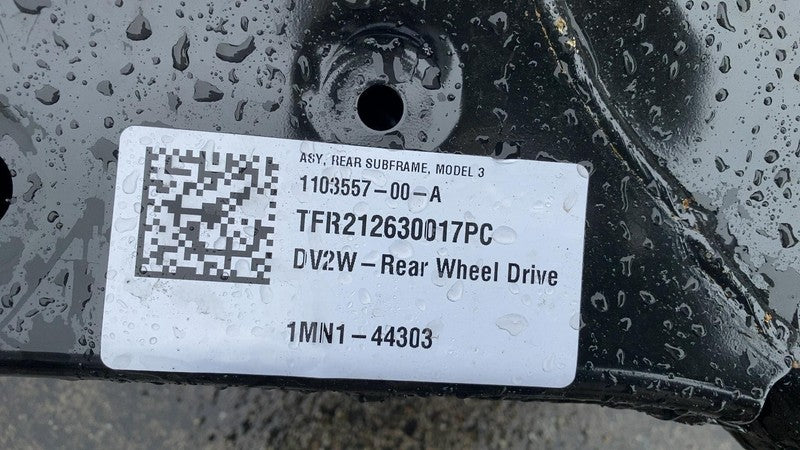 ASY, REAR SUBFRAME, MODEL 3
1103557-00-A
TFR212630017PC
DV2W-Rear Wheel Drive
1MN1-44303